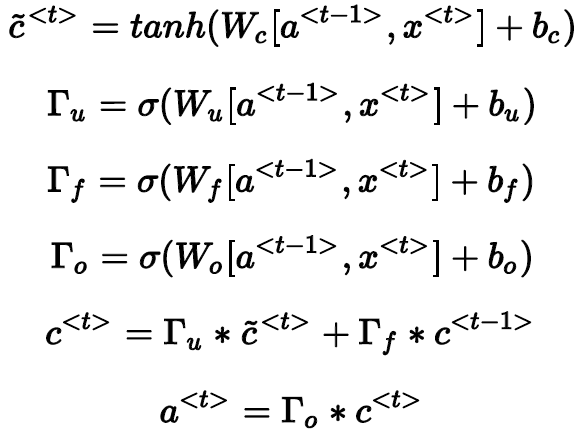 c̃^{<t>} = tanh(W_c[a^{<t−1>}, x^{<t>}] + b_c)
Γ_u = σ(W_u[a^{<t−1>}, x^{<t>}] + b_u)
Γ_f = σ(W_f[a^{<t−1>}, x^{<t>}] + b_f)
Γ_o = σ(W_o[a^{<t−1>}, x^{<t>}] + b_o)
c^{<t>} = Γ_u * c̃^{<t>} + Γ_f * c^{<t−1>}
a^{<t>} = Γ_o * c^{<t>}